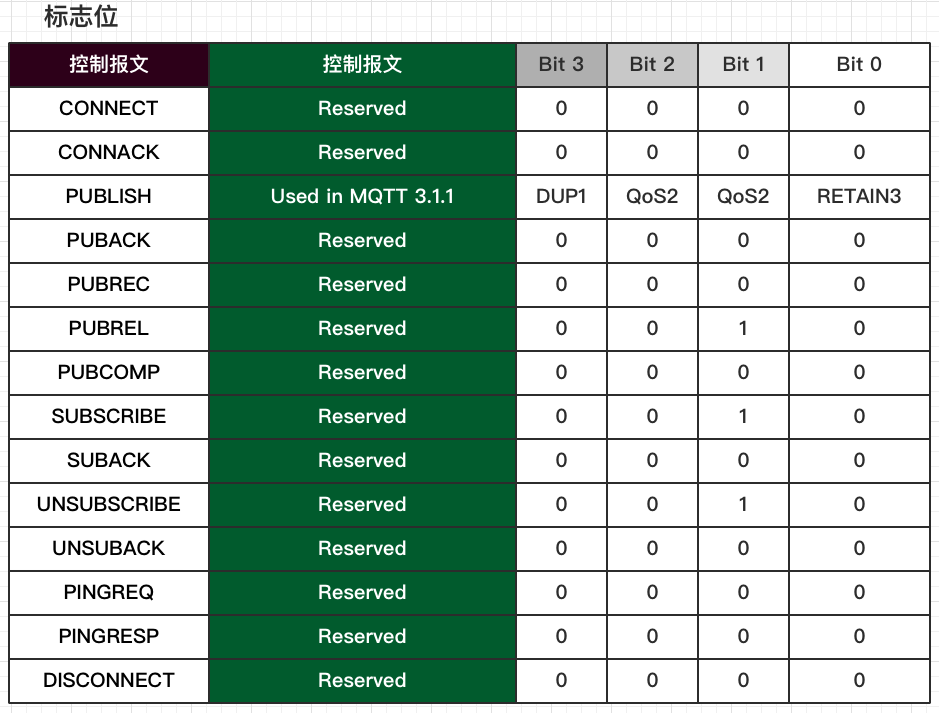 标志位
控制报文 控制报文 Bit 3 Bit 2 Bit 1 Bit 0
CONNECT Reserved 0 0 0 0
CONNACK Reserved 0 0 0 0
PUBLISH Used in MQTT 3.1.1 DUP1 QoS2 QoS2 RETAIN3
PUBACK Reserved 0 0 0 0
PUBREC Reserved 0 0 0 0
PUBREL Reserved 0 0 1 0
PUBCOMP Reserved 0 0 0 0
SUBSCRIBE Reserved 0 0 1 0
SUBACK Reserved 0 0 0 0
UNSUBSCRIBE Reserved 0 0 1 0
UNSUBACK Reserved 0 0 0 0
PINGREQ Reserved 0 0 0 0
PINGRESP Reserved 0 0 0 0
DISCONNECT Reserved 0 0 0 0